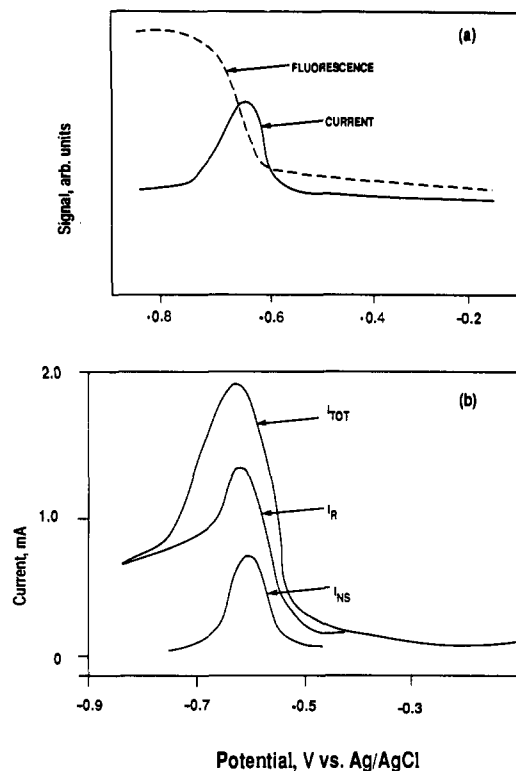 (a)
FLUORESCENCE
CURRENT
Signal, arb. units
-0.8 -0.6 -0.4 -0.2
2.0
(b)
I_TOT
I_R
1.0
Current, mA
I_NS
0
-0.9 -0.7 -0.5 -0.3
Potential, V vs. Ag/AgCl